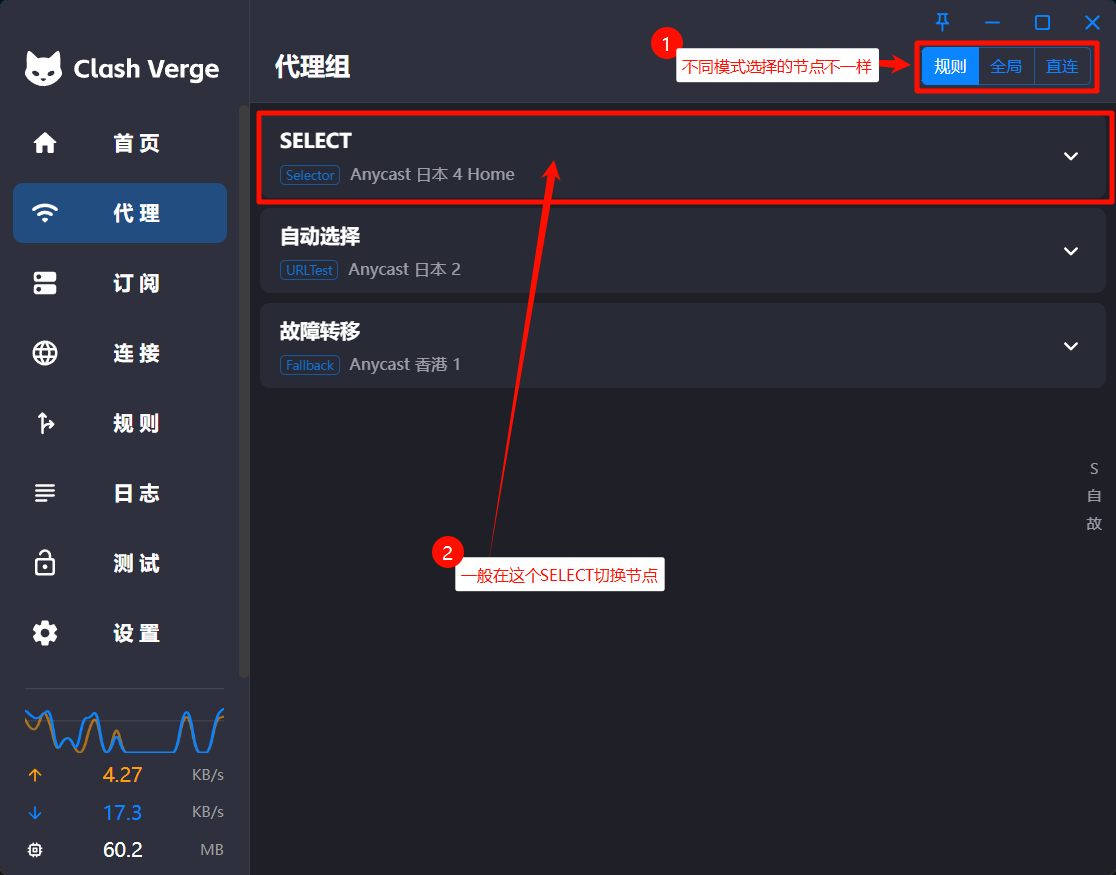 Clash Verge
首页
代理
订阅
连接
规则
日志
测试
设置
4.27 KB/s
17.3 KB/s
60.2 MB
代理组
1
不同模式选择的节点不一样
规则 全局 直连
SELECT
Selector Anycast 日本 4 Home
自动选择
URLTest Anycast 日本 2
故障转移
Fallback Anycast 香港 1
S
自
故
2
一般在这个SELECT切换节点